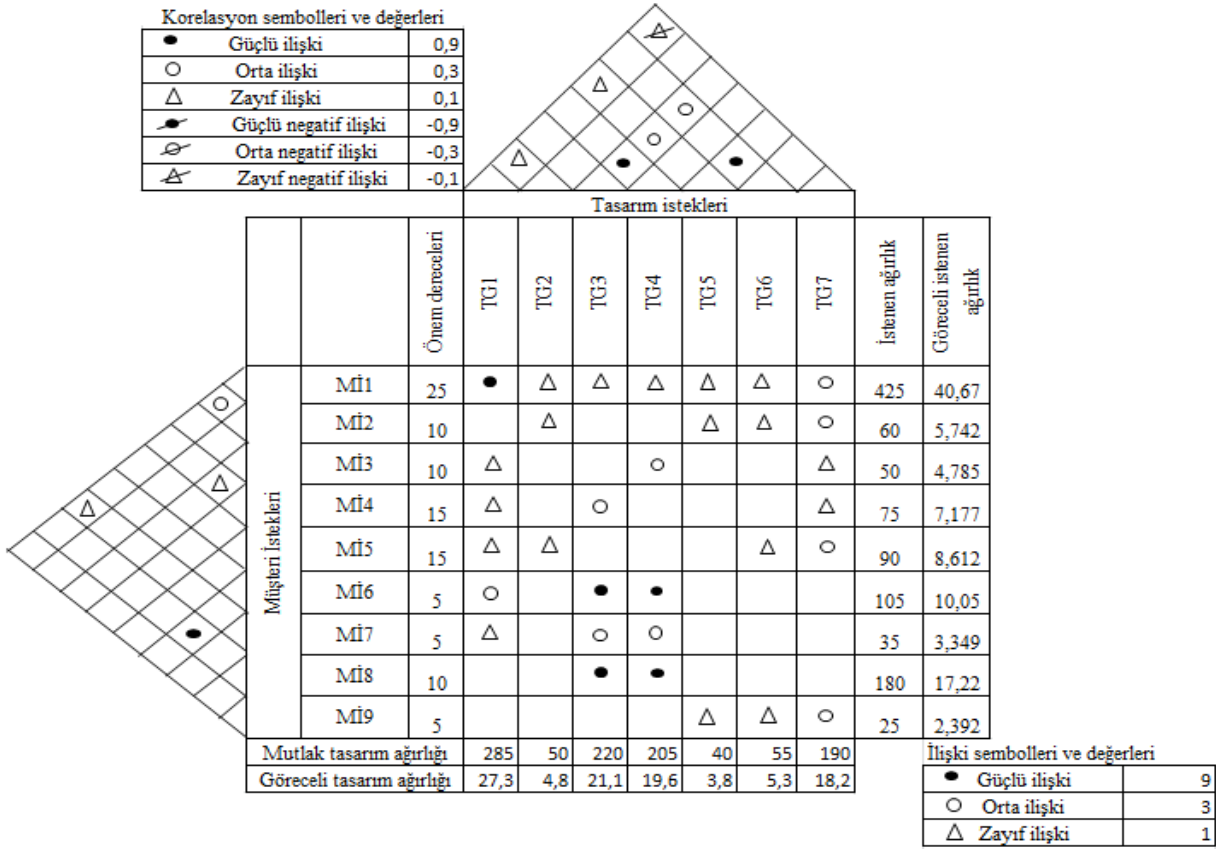 Korelasyon sembolleri ve değerleri
Güçlü ilişki 0,9
Orta ilişki 0,3
Zayıf ilişki 0,1
Güçlü negatif ilişki -0,9
Orta negatif ilişki -0,3
Zayıf negatif ilişki -0,1
Tasarım istekleri
Önem dereceleri TG1 TG2 TG3 TG4 TG5 TG6 TG7 İstenen ağırlık Göreceli istenen ağırlık
Müşteri İstekleri
Mİ1 25 425 40,67
Mİ2 10 60 5,742
Mİ3 10 50 4,785
Mİ4 15 75 7,177
Mİ5 15 90 8,612
Mİ6 5 105 10,05
Mİ7 5 35 3,349
Mİ8 10 180 17,22
Mİ9 5 25 2,392
Mutlak tasarım ağırlığı 285 50 220 205 40 55 190
Göreceli tasarım ağırlığı 27,3 4,8 21,1 19,6 3,8 5,3 18,2
İlişki sembolleri ve değerleri
Güçlü ilişki 9
Orta ilişki 3
Zayıf ilişki 1